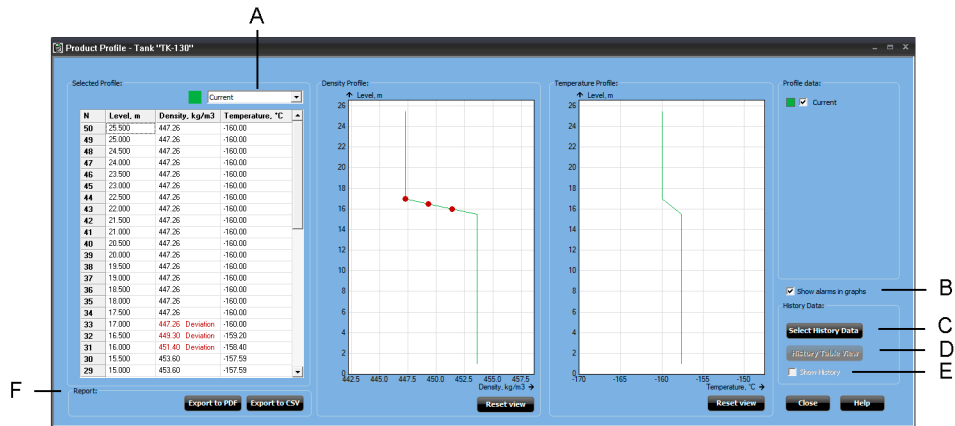 A
Product Profile - Tank "TK-130"
Selected Profile:
Current
N Level, m Density, kg/m3 Temperature, °C
50 25.500 447.26 -160.00
49 25.000 447.26 -160.00
48 24.500 447.26 -160.00
47 24.000 447.26 -160.00
46 23.500 447.26 -160.00
45 23.000 447.26 -160.00
44 22.500 447.26 -160.00
43 22.000 447.26 -160.00
42 21.500 447.26 -160.00
41 21.000 447.26 -160.00
40 20.500 447.26 -160.00
39 20.000 447.26 -160.00
38 19.500 447.26 -160.00
37 19.000 447.26 -160.00
36 18.500 447.26 -160.00
35 18.000 447.26 -160.00
34 17.500 447.26 -160.00
33 17.000 447.26 Deviation -160.00
32 16.500 449.30 Deviation -159.20
31 16.000 451.40 Deviation -158.40
30 15.500 453.60 -157.59
29 15.000 453.60 -157.59
F
Report:
Export to PDF Export to CSV
Density Profile:
Level, m
26
24
22
20
18
16
14
12
10
8
6
4
2
0
442.5 445.0 447.5 450.0 452.5 455.0 457.5
Density, kg/m3
Reset view
Temperature Profile:
Level, m
26
24
22
20
18
16
14
12
10
8
6
4
2
0
-170 -165 -160 -155 -150
Temperature, °C
Reset view
Profile data:
Current
Show alarms in graphs
B
History Data:
Select History Data
C
History Table View
D
Show History
E
Close Help